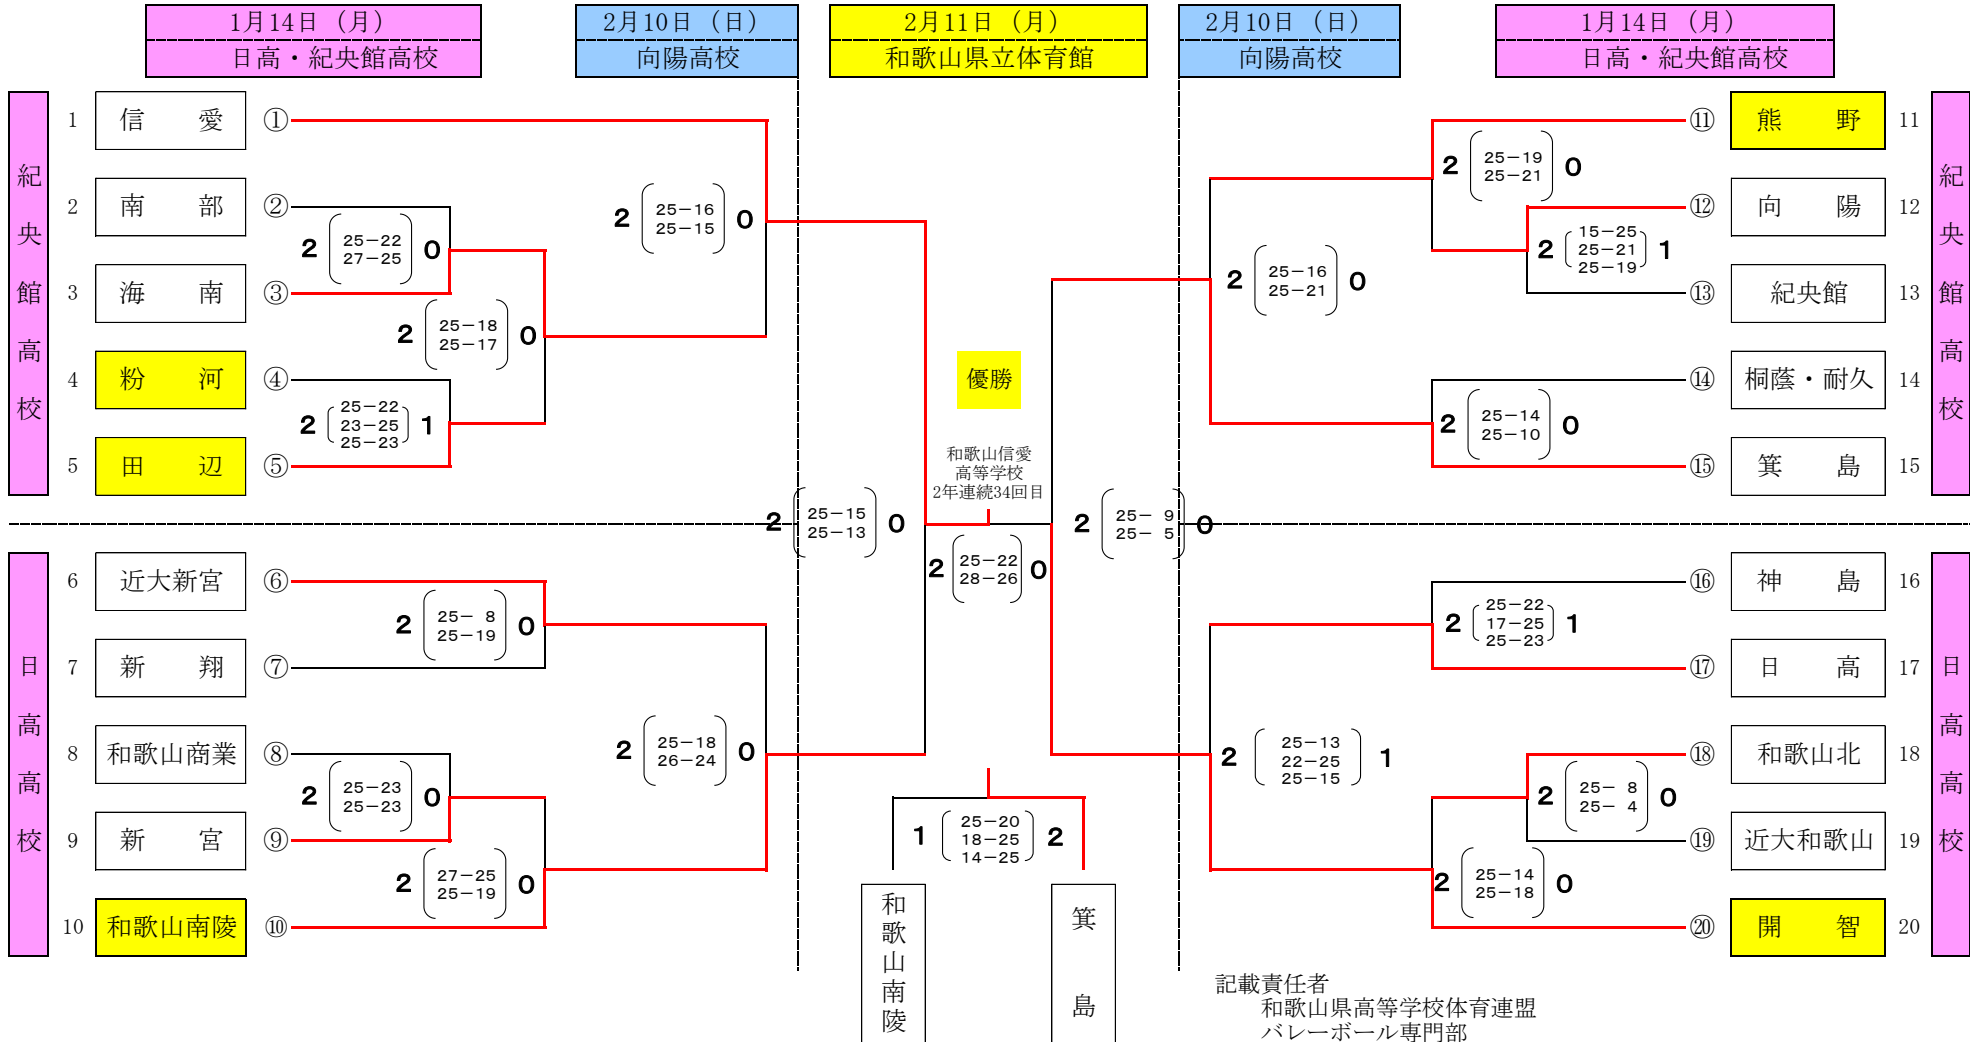 1月14日（月）
日高・紀央館高校
2月10日（日）
向陽高校
2月11日（月）
和歌山県立体育館
2月10日（日）
向陽高校
1月14日（月）
日高・紀央館高校
紀央館高校
1 信愛 ①
2 南部 ②
3 海南 ③
4 粉河 ④
5 田辺 ⑤
2 25－22 27－25 0
2 25－22 23－25 25－23 1
2 25－18 25－17 0
2 25－16 25－15 0
日高高校
6 近大新宮 ⑥
7 新翔 ⑦
8 和歌山商業 ⑧
9 新宮 ⑨
10 和歌山南陵 ⑩
2 25－ 8 25－19 0
2 25－23 25－23 0
2 27－25 25－19 0
2 25－18 26－24 0
2 25－15 25－13 0
優勝
和歌山信愛
高等学校
2年連続34回目
2 25－22 28－26 0
2 25－ 9 25－ 5 0
1 25－20 18－25 14－25 2
和歌山南陵
箕島
紀央館高校
⑪ 熊野 11
⑫ 向陽 12
⑬ 紀央館 13
⑭ 桐蔭・耐久 14
⑮ 箕島 15
2 25－19 25－21 0
2 15－25 25－21 25－19 1
2 25－16 25－21 0
2 25－14 25－10 0
日高高校
⑯ 神島 16
⑰ 日高 17
⑱ 和歌山北 18
⑲ 近大和歌山 19
⑳ 開智 20
2 25－22 17－25 25－23 1
2 25－13 22－25 25－15 1
2 25－ 8 25－ 4 0
2 25－14 25－18 0
記載責任者
和歌山県高等学校体育連盟
バレーボール専門部